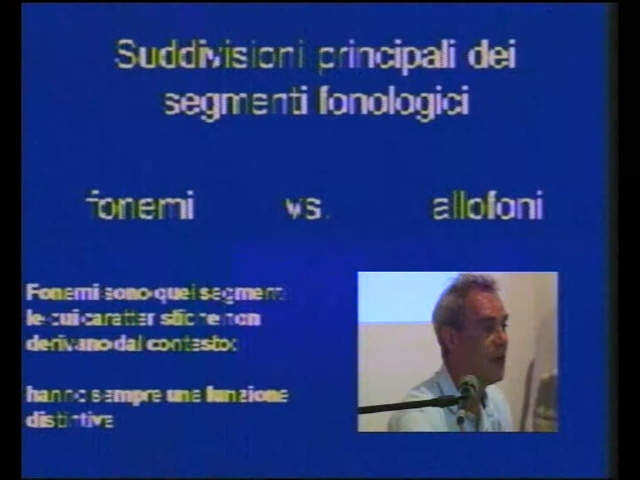 Suddivisioni principali dei
segmenti fonologici
fonemi vs. allofoni
Fonemi sono quei segmenti
le cui caratteristiche non
derivano dal contesto:
hanno sempre una funzione
distintiva